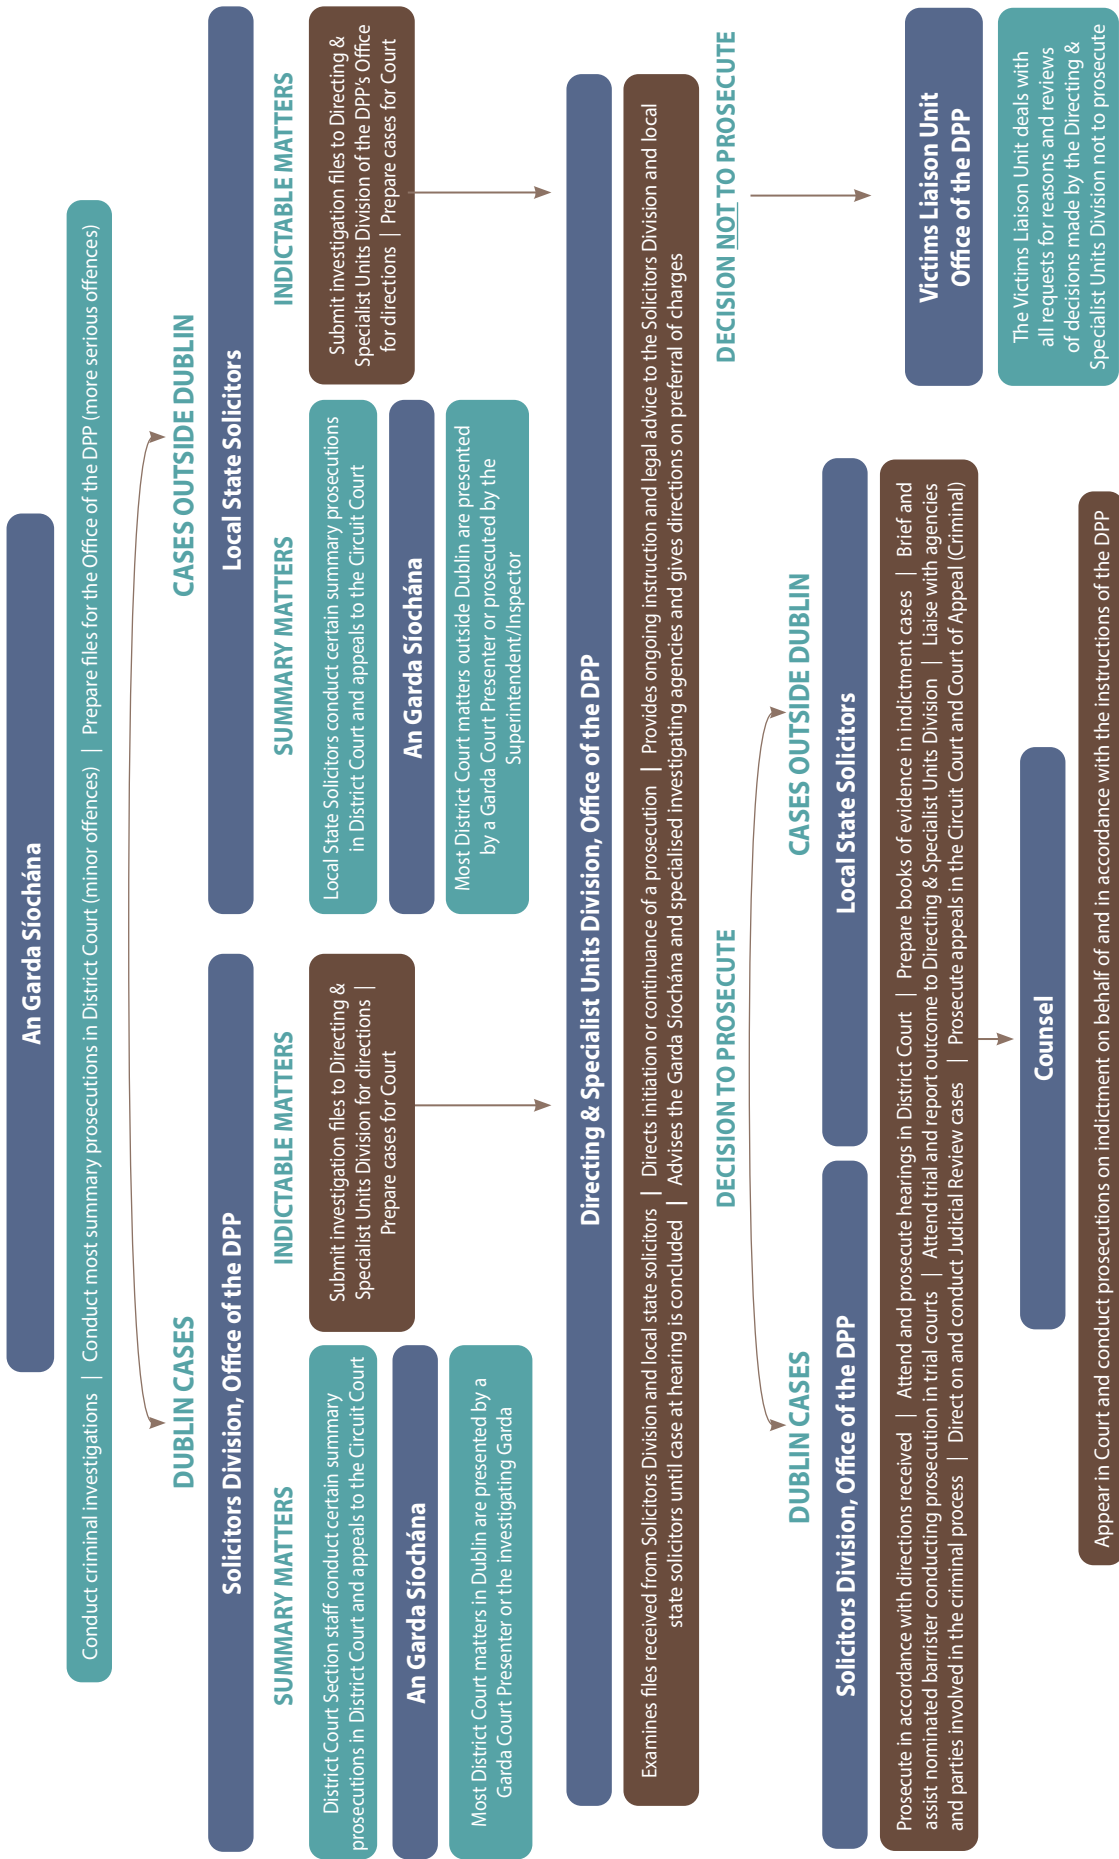 An Garda Síochána
Conduct criminal investigations | Conduct most summary prosecutions in District Court (minor offences) | Prepare files for the Office of the DPP (more serious offences)
DUBLIN CASES
CASES OUTSIDE DUBLIN
Solicitors Division, Office of the DPP
Local State Solicitors
SUMMARY MATTERS
District Court Section staff conduct certain summary
prosecutions in District Court and appeals to the Circuit Court
An Garda Síochána
Most District Court matters in Dublin are presented by a
Garda Court Presenter or the investigating Garda
INDICTABLE MATTERS
Submit investigation files to Directing &
Specialist Units Division for directions |
Prepare cases for Court
SUMMARY MATTERS
Local State Solicitors conduct certain summary prosecutions
in District Court and appeals to the Circuit Court
An Garda Síochána
Most District Court matters outside Dublin are presented
by a Garda Court Presenter or prosecuted by the
Superintendent/Inspector
INDICTABLE MATTERS
Submit investigation files to Directing &
Specialist Units Division of the DPP's Office
for directions | Prepare cases for Court
Directing & Specialist Units Division, Office of the DPP
Examines files received from Solicitors Division and local state solicitors | Directs initiation or continuance of a prosecution | Provides ongoing instruction and legal advice to the Solicitors Division and local
state solicitors until case at hearing is concluded | Advises the Garda Síochána and specialised investigating agencies and gives directions on preferral of charges
DECISION TO PROSECUTE
DECISION NOT TO PROSECUTE
DUBLIN CASES
CASES OUTSIDE DUBLIN
Solicitors Division, Office of the DPP
Local State Solicitors
Prosecute in accordance with directions received | Attend and prosecute hearings in District Court | Prepare books of evidence in indictment cases | Brief and
assist nominated barrister conducting prosecution in trial courts | Attend trial and report outcome to Directing & Specialist Units Division | Liaise with agencies
and parties involved in the criminal process | Direct on and conduct Judicial Review cases | Prosecute appeals in the Circuit Court and Court of Appeal (Criminal)
Counsel
Appear in Court and conduct prosecutions on indictment on behalf of and in accordance with the instructions of the DPP
Victims Liaison Unit
Office of the DPP
The Victims Liaison Unit deals with
all requests for reasons and reviews
of decisions made by the Directing &
Specialist Units Division not to prosecute